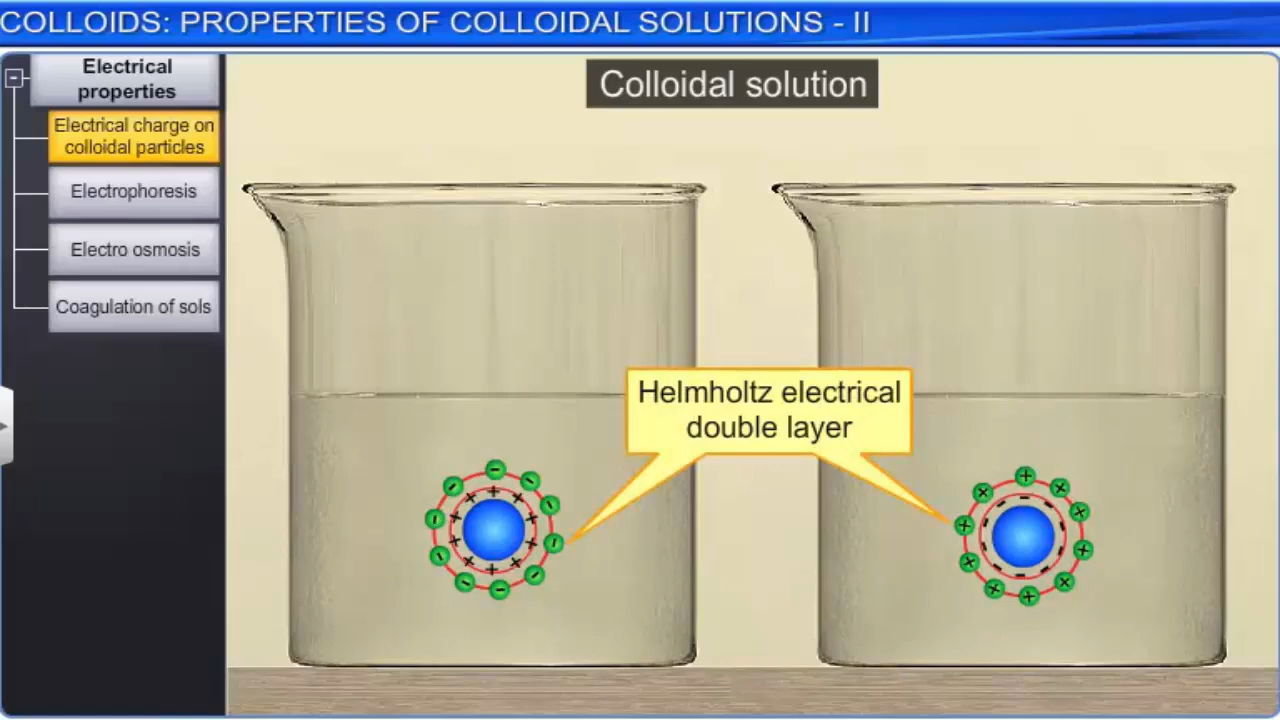 COLLOIDS: PROPERTIES OF COLLOIDAL SOLUTIONS - II
Electrical
properties
Electrical charge on
colloidal particles
Electrophoresis
Electro osmosis
Coagulation of sols
Colloidal solution
Helmholtz electrical
double layer